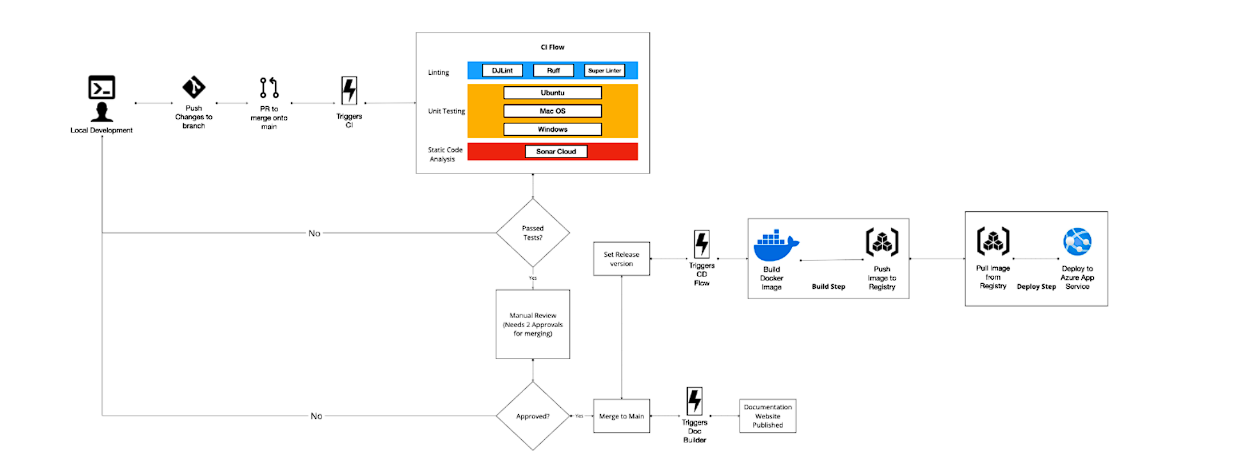 CI Flow
Linting
DJLint
Ruff
Super Linter
Unit Testing
Ubuntu
Mac OS
Windows
Static Code
Analysis
Sonar Cloud
Local Development
Push
Changes to
branch
PR to
merge onto
main
Triggers
CI
Passed
Tests?
No
Yes
Manual Review
(Needs 2 Approvals
for merging)
Approved?
No
Yes
Merge to Main
Set Release
version
Triggers
CD
Flow
Build
Docker
Image
Build Step
Push
Image to
Registry
Pull Image
from
Registry
Deploy Step
Deploy to
Azure App
Service
Triggers
Doc
Builder
Documentation
Website
Published